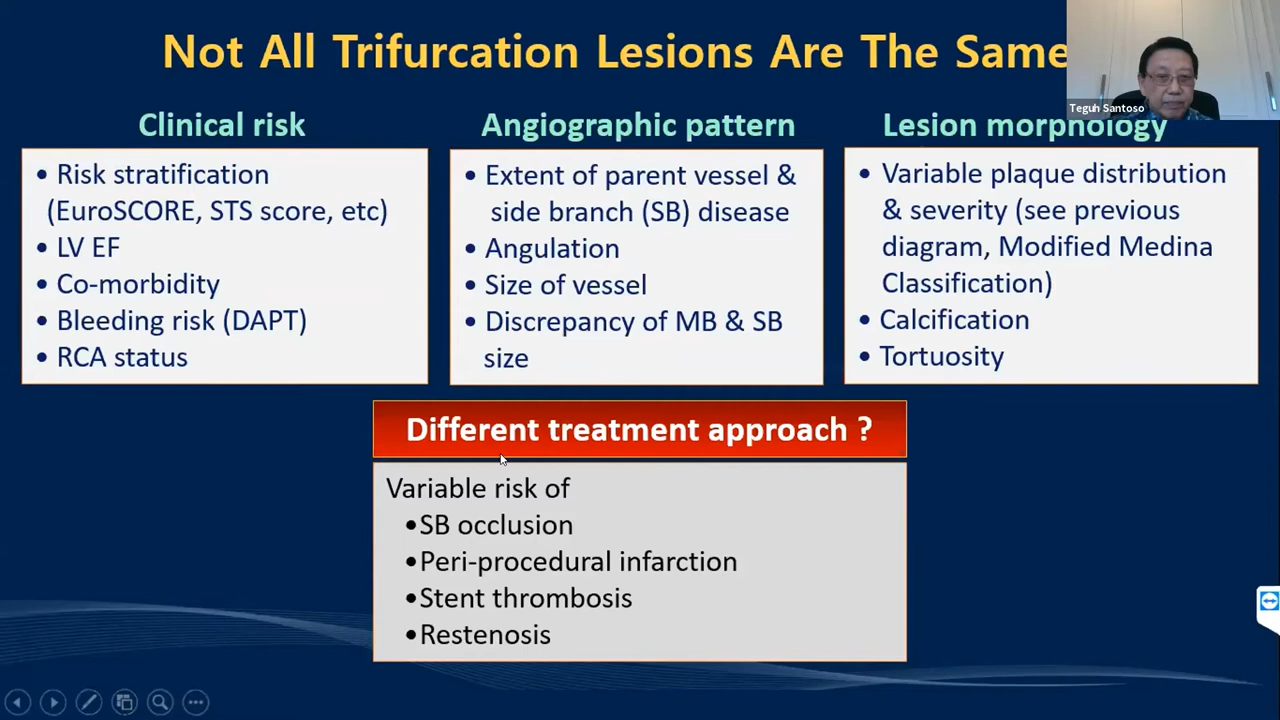 Not All Trifurcation Lesions Are The Same
Teguh Santoso
Clinical risk
• Risk stratification
(EuroSCORE, STS score, etc)
• LV EF
• Co-morbidity
• Bleeding risk (DAPT)
• RCA status
Angiographic pattern
• Extent of parent vessel &
side branch (SB) disease
• Angulation
• Size of vessel
• Discrepancy of MB & SB
size
Lesion morphology
• Variable plaque distribution
& severity (see previous
diagram, Modified Medina
Classification)
• Calcification
• Tortuosity
Different treatment approach ?
Variable risk of
•SB occlusion
•Peri-procedural infarction
•Stent thrombosis
•Restenosis